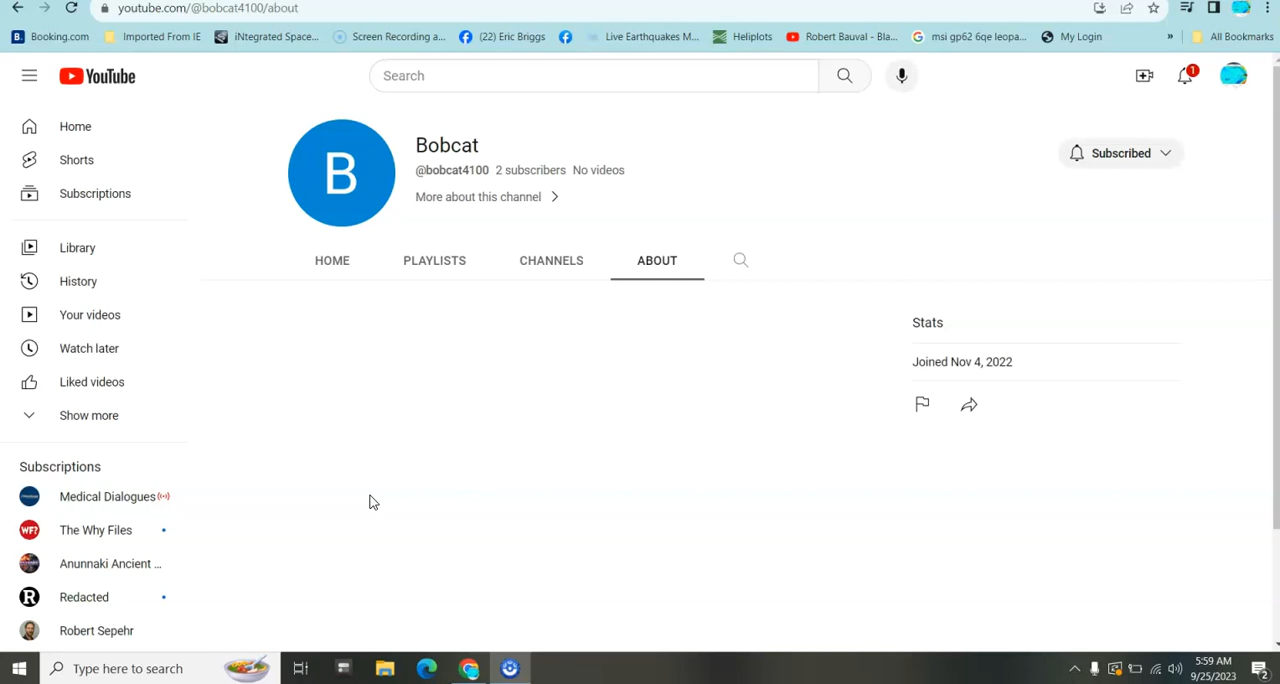 youtube.com/@bobcat4100/about
B Booking.com Imported From IE iNtegrated Space... Screen Recording a... (22) Eric Briggs Live Earthquakes M... Heliplots Robert Bauval - Bla... msi gp62 6qe leopa... My Login » All Bookmarks
YouTube Search 1
Home
Shorts
Subscriptions
Library
History
Your videos
Watch later
Liked videos
Show more
Subscriptions
Medical Dialogues
WF? The Why Files
Anunnaki Ancient ...
R Redacted
Robert Sepehr
B
Bobcat
@bobcat4100 2 subscribers No videos
More about this channel
Subscribed
HOME PLAYLISTS CHANNELS ABOUT
Stats
Joined Nov 4, 2022
Type here to search
5:59 AM
9/25/2023
2